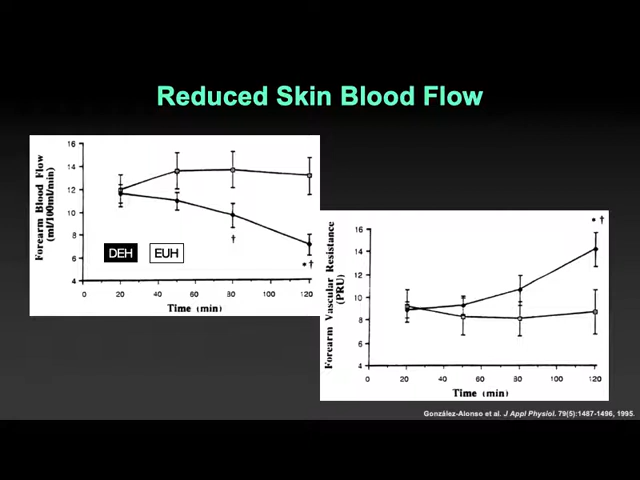 Reduced Skin Blood Flow
16
14
12
10
8
6
4
Forearm Blood Flow
(ml/100ml/min)
DEH
EUH
†
* †
0 20 40 60 80 100 120
Time (min)
* †
16
14
12
10
8
6
4
Forearm Vascular Resistance
(PRU)
0 20 40 60 80 100 120
Time (min)
González-Alonso et al. J Appl Physiol. 79(5):1487-1496, 1995.